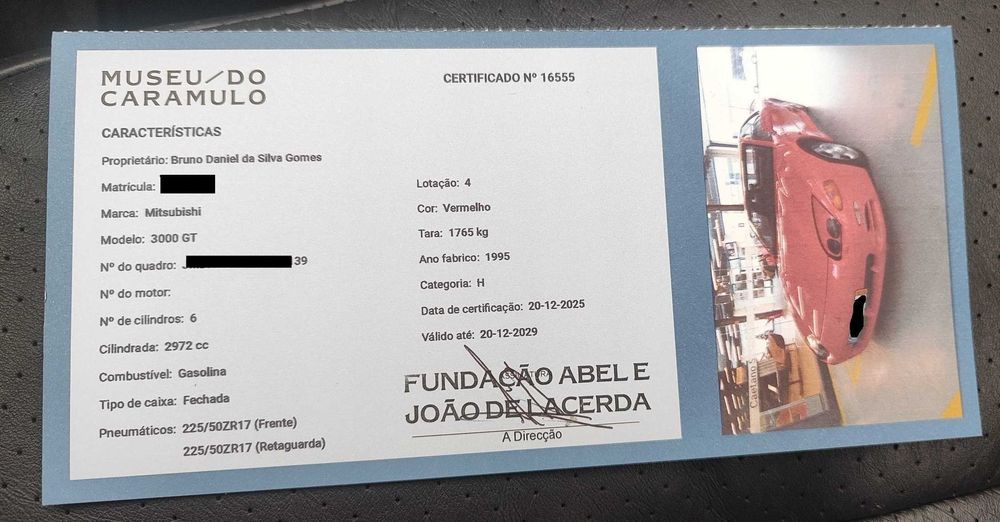 MUSEU/DO
CARAMULO
CERTIFICADO Nº 16555
CARACTERÍSTICAS
Proprietário: Bruno Daniel da Silva Gomes
Matrícula:
Marca: Mitsubishi
Modelo: 3000 GT
Nº do quadro: 39
Nº do motor:
Nº de cilindros: 6
Cilindrada: 2972 cc
Combustível: Gasolina
Tipo de caixa: Fechada
Pneumáticos: 225/50ZR17 (Frente)
225/50ZR17 (Retaguarda)
Lotação: 4
Cor: Vermelho
Tara: 1765 kg
Ano fabrico: 1995
Categoria: H
Data de certificação: 20-12-2025
Válido até: 20-12-2029
FUNDAÇÃO ABEL E
JOÃO DE LACERDA
A Direcção
Caetano